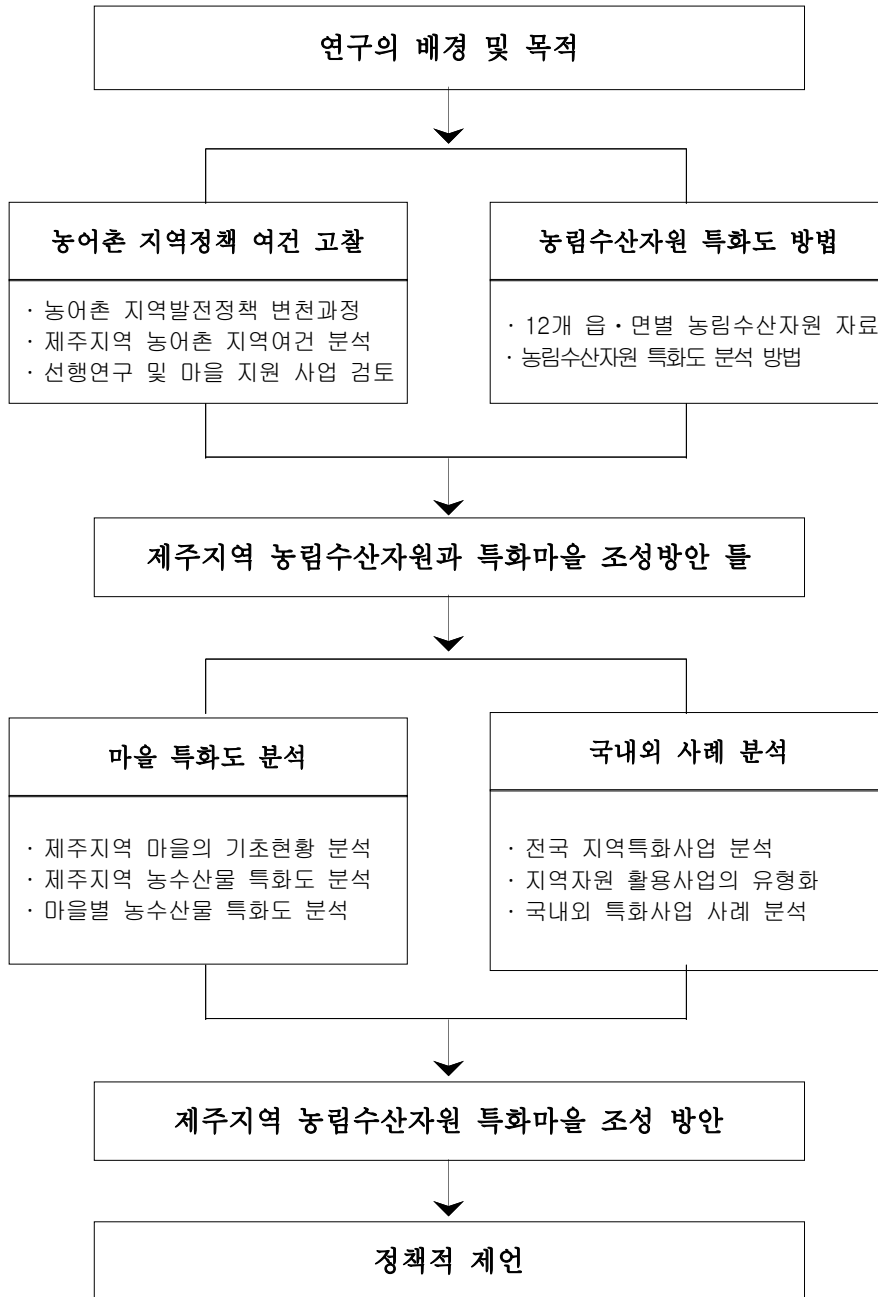 연구의 배경 및 목적
농어촌 지역정책 여건 고찰
· 농어촌 지역발전정책 변천과정
· 제주지역 농어촌 지역여건 분석
· 선행연구 및 마을 지원 사업 검토
농림수산자원 특화도 방법
· 12개 읍·면별 농림수산자원 자료
· 농림수산자원 특화도 분석 방법
제주지역 농림수산자원과 특화마을 조성방안 틀
마을 특화도 분석
· 제주지역 마을의 기초현황 분석
· 제주지역 농수산물 특화도 분석
· 마을별 농수산물 특화도 분석
국내외 사례 분석
· 전국 지역특화사업 분석
· 지역자원 활용사업의 유형화
· 국내외 특화사업 사례 분석
제주지역 농림수산자원 특화마을 조성 방안
정책적 제언